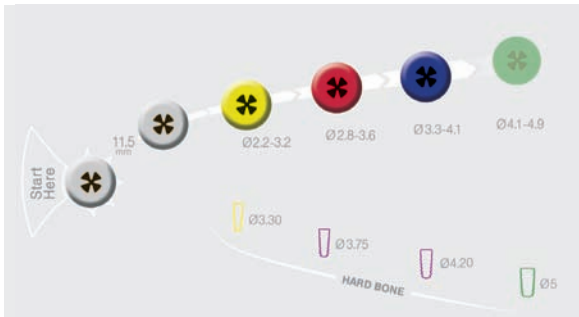 Start
Here
11.5
mm
Ø2.2-3.2
Ø2.8-3.6
Ø3.3-4.1
Ø4.1-4.9
Ø3.30
Ø3.75
Ø4.20
Ø5
HARD BONE